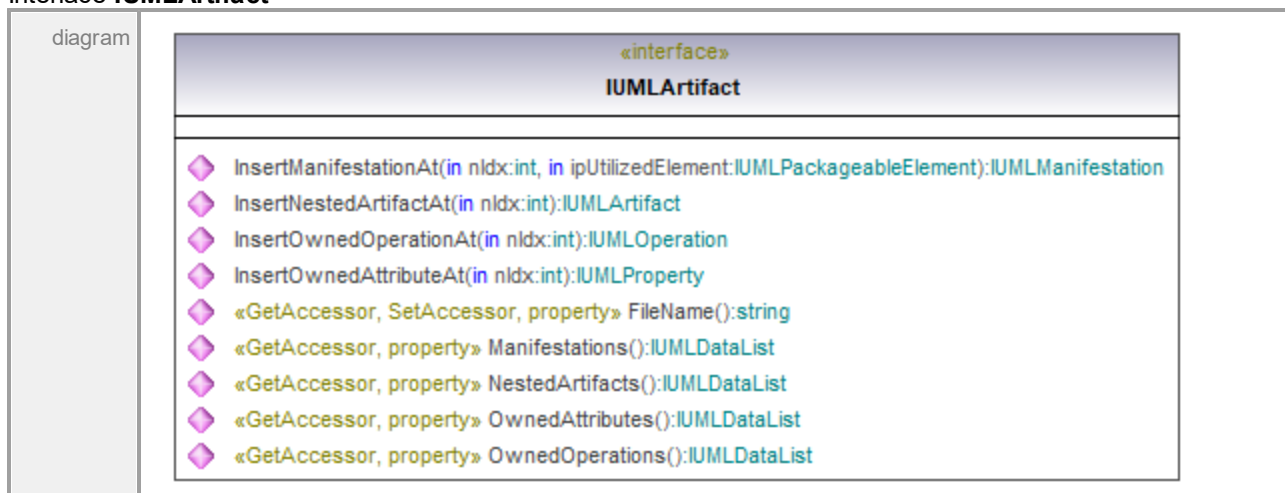 interface IUMLArtifact
diagram
«interface»
IUMLArtifact
InsertManifestationAt(in nIdx:int, in ipUtilizedElement:IUMLPackageableElement):IUMLManifestation
InsertNestedArtifactAt(in nIdx:int):IUMLArtifact
InsertOwnedOperationAt(in nIdx:int):IUMLOperation
InsertOwnedAttributeAt(in nIdx:int):IUMLProperty
«GetAccessor, SetAccessor, property» FileName():string
«GetAccessor, property» Manifestations():IUMLDataList
«GetAccessor, property» NestedArtifacts():IUMLDataList
«GetAccessor, property» OwnedAttributes():IUMLDataList
«GetAccessor, property» OwnedOperations():IUMLDataList